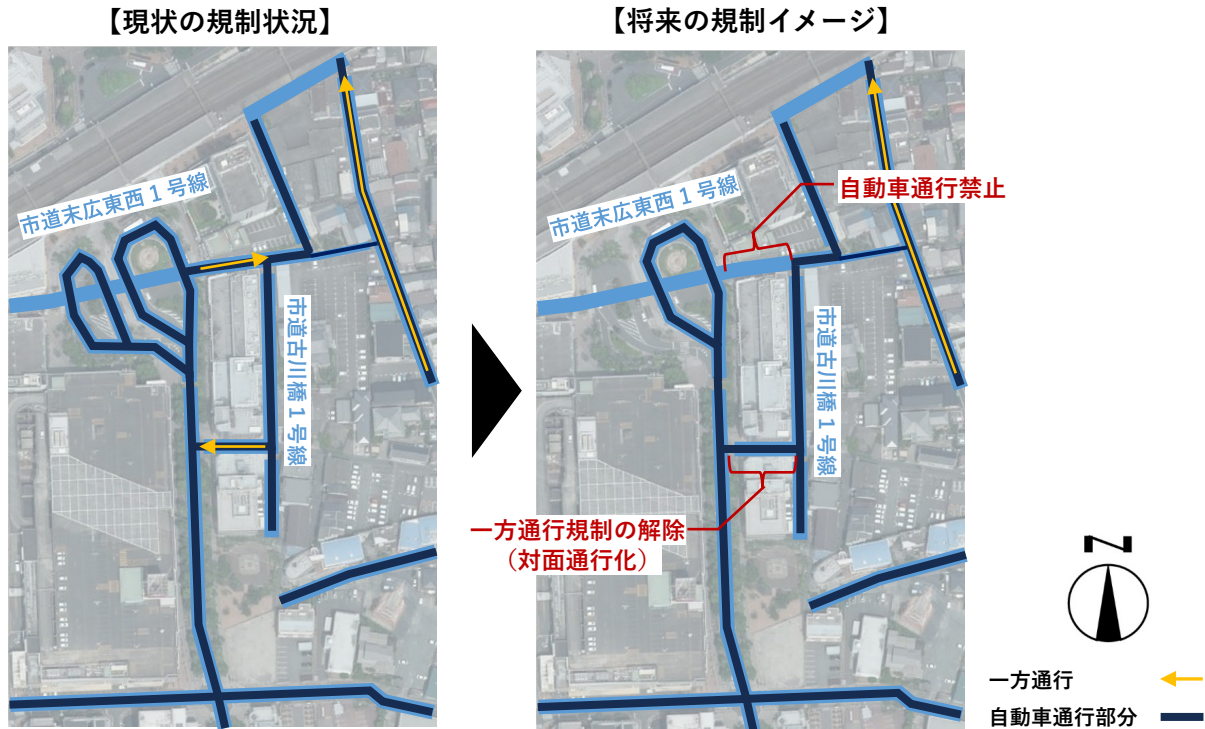 【現状の規制状況】
【将来の規制イメージ】
市道末広東西1号線
市道古川橋1号線
市道末広東西1号線
自動車通行禁止
市道古川橋1号線
一方通行規制の解除
（対面通行化）
N
一方通行
自動車通行部分